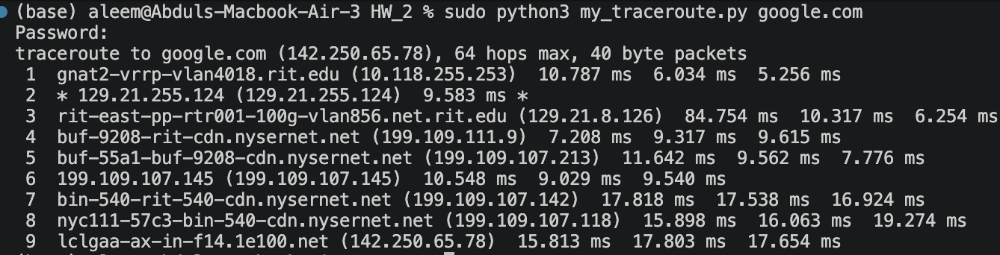 (base) aleem@Abduls-Macbook-Air-3 HW_2 % sudo python3 my_traceroute.py google.com
Password:
traceroute to google.com (142.250.65.78), 64 hops max, 40 byte packets
1 gnat2-vrrp-vlan4018.rit.edu (10.118.255.253) 10.787 ms 6.034 ms 5.256 ms
2 * 129.21.255.124 (129.21.255.124) 9.583 ms *
3 rit-east-pp-rtr001-100g-vlan856.net.rit.edu (129.21.8.126) 84.754 ms 10.317 ms 6.254 ms
4 buf-9208-rit-cdn.nysernet.net (199.109.111.9) 7.208 ms 9.317 ms 9.615 ms
5 buf-55a1-buf-9208-cdn.nysernet.net (199.109.107.213) 11.642 ms 9.562 ms 7.776 ms
6 199.109.107.145 (199.109.107.145) 10.548 ms 9.029 ms 9.540 ms
7 bin-540-rit-540-cdn.nysernet.net (199.109.107.142) 17.818 ms 17.538 ms 16.924 ms
8 nyc111-57c3-bin-540-cdn.nysernet.net (199.109.107.118) 15.898 ms 16.063 ms 19.274 ms
9 lclgaa-ax-in-f14.1e100.net (142.250.65.78) 15.813 ms 17.803 ms 17.654 ms